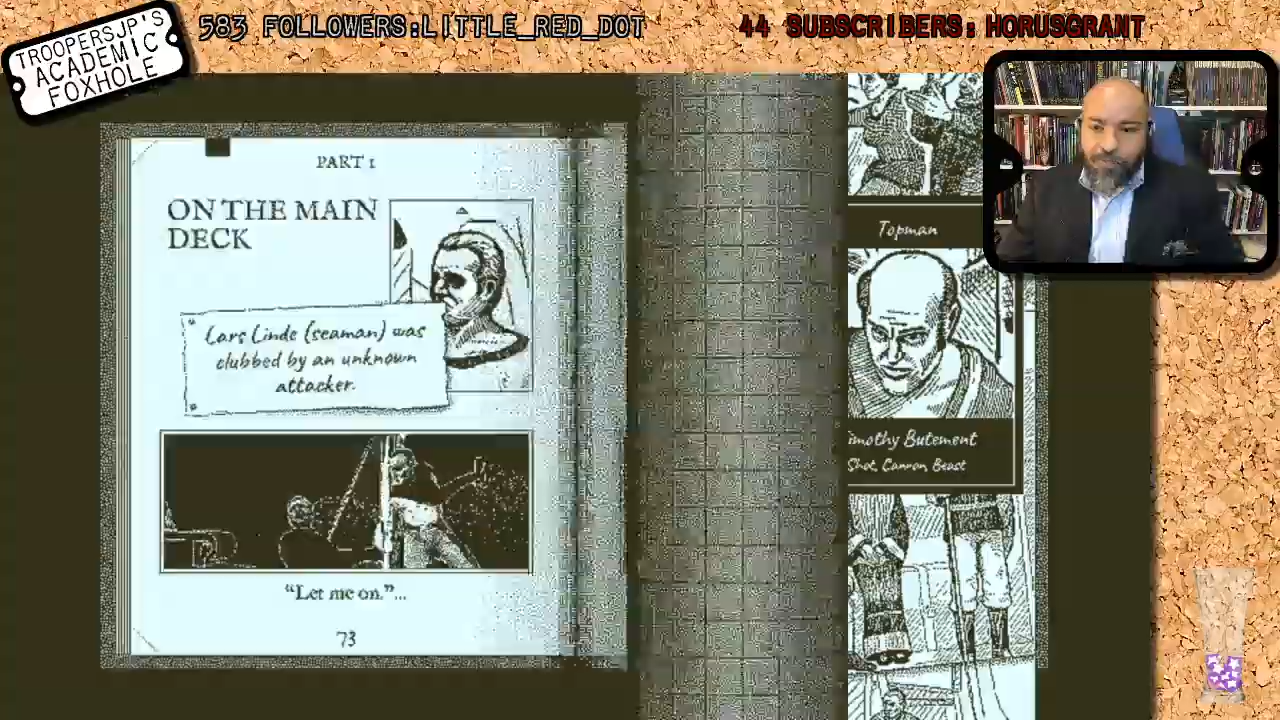 TROOPERSJP'S
ACADEMIC
FOXHOLE
583 FOLLOWERS:LITTLE_RED_DOT
44 SUBSCRIBERS: HORUSGRANT
PART 1
ON THE MAIN
DECK
Lars Linde (seaman) was
clubbed by an unknown
attacker.
"Let me on."...
73
Topman
imothy Butement
Shot, Cannon, Beast